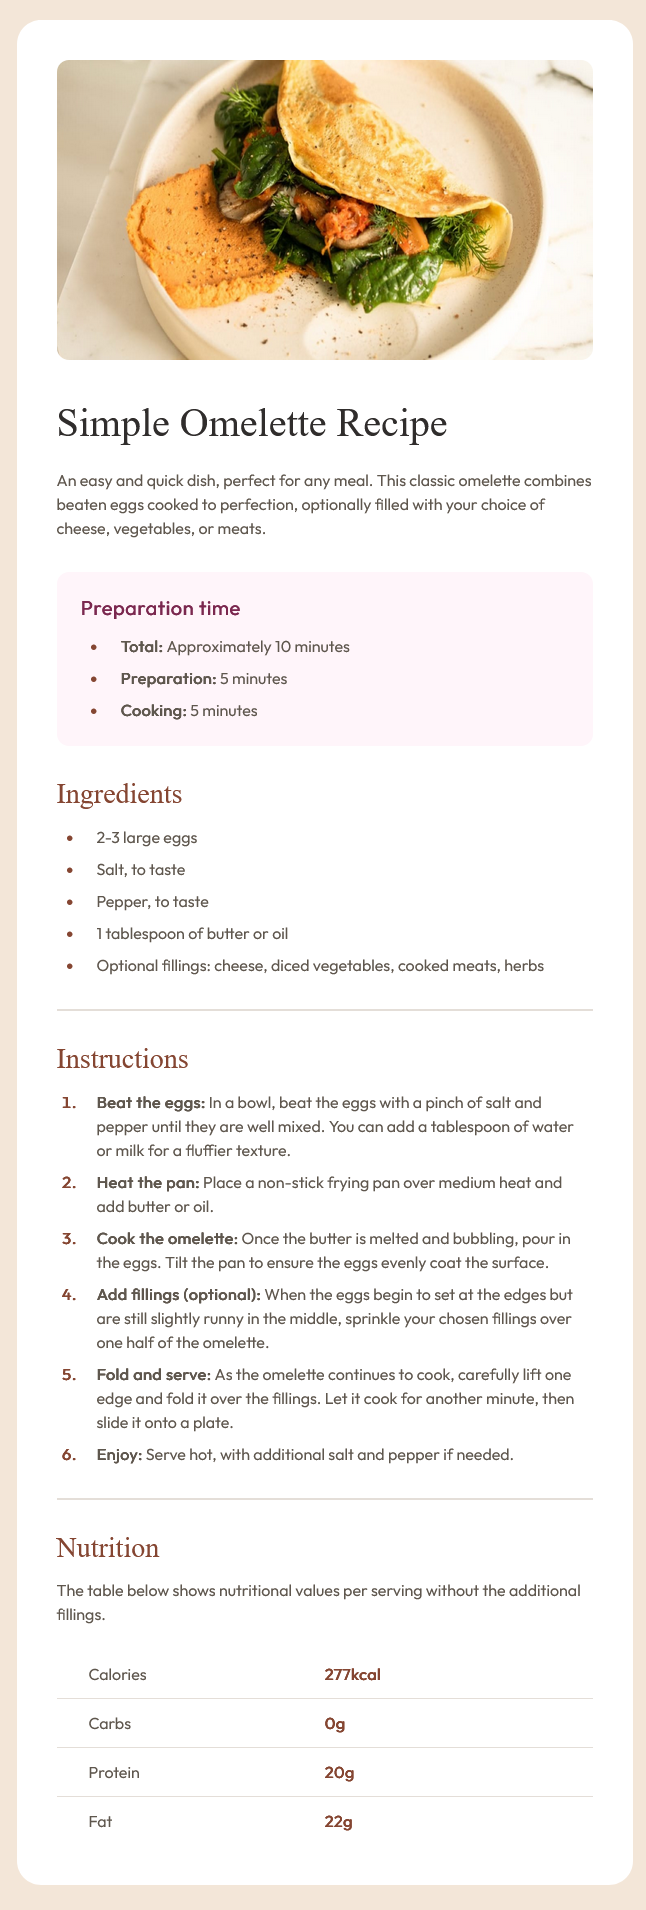 Simple Omelette Recipe
An easy and quick dish, perfect for any meal. This classic omelette combines
beaten eggs cooked to perfection, optionally filled with your choice of
cheese, vegetables, or meats.
Preparation time
• Total: Approximately 10 minutes
• Preparation: 5 minutes
• Cooking: 5 minutes
Ingredients
• 2-3 large eggs
• Salt, to taste
• Pepper, to taste
• 1 tablespoon of butter or oil
• Optional fillings: cheese, diced vegetables, cooked meats, herbs
Instructions
1. Beat the eggs: In a bowl, beat the eggs with a pinch of salt and
pepper until they are well mixed. You can add a tablespoon of water
or milk for a fluffier texture.
2. Heat the pan: Place a non-stick frying pan over medium heat and
add butter or oil.
3. Cook the omelette: Once the butter is melted and bubbling, pour in
the eggs. Tilt the pan to ensure the eggs evenly coat the surface.
4. Add fillings (optional): When the eggs begin to set at the edges but
are still slightly runny in the middle, sprinkle your chosen fillings over
one half of the omelette.
5. Fold and serve: As the omelette continues to cook, carefully lift one
edge and fold it over the fillings. Let it cook for another minute, then
slide it onto a plate.
6. Enjoy: Serve hot, with additional salt and pepper if needed.
Nutrition
The table below shows nutritional values per serving without the additional
fillings.
Calories 277kcal
Carbs 0g
Protein 20g
Fat 22g